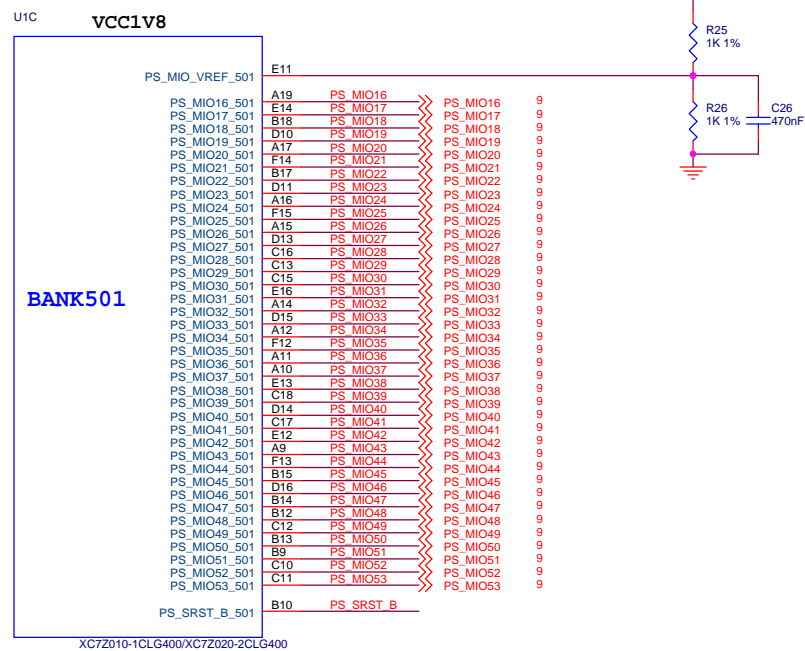 U1C
VCC1V8
R25
1K 1%
PS_MIO_VREF_501 E11
R26
1K 1%
C26
470nF
PS_MIO16_501 A19 PS_MIO16 PS_MIO16 9
PS_MIO17_501 E14 PS_MIO17 PS_MIO17 9
PS_MIO18_501 B18 PS_MIO18 PS_MIO18 9
PS_MIO19_501 D10 PS_MIO19 PS_MIO19 9
PS_MIO20_501 A17 PS_MIO20 PS_MIO20 9
PS_MIO21_501 F14 PS_MIO21 PS_MIO21 9
PS_MIO22_501 B17 PS_MIO22 PS_MIO22 9
PS_MIO23_501 D11 PS_MIO23 PS_MIO23 9
PS_MIO24_501 A16 PS_MIO24 PS_MIO24 9
PS_MIO25_501 F15 PS_MIO25 PS_MIO25 9
PS_MIO26_501 A15 PS_MIO26 PS_MIO26 9
PS_MIO27_501 D13 PS_MIO27 PS_MIO27 9
PS_MIO28_501 C16 PS_MIO28 PS_MIO28 9
PS_MIO29_501 C13 PS_MIO29 PS_MIO29 9
PS_MIO30_501 C15 PS_MIO30 PS_MIO30 9
PS_MIO31_501 E16 PS_MIO31 PS_MIO31 9
BANK501
PS_MIO32_501 A14 PS_MIO32 PS_MIO32 9
PS_MIO33_501 D15 PS_MIO33 PS_MIO33 9
PS_MIO34_501 A12 PS_MIO34 PS_MIO34 9
PS_MIO35_501 F12 PS_MIO35 PS_MIO35 9
PS_MIO36_501 A11 PS_MIO36 PS_MIO36 9
PS_MIO37_501 A10 PS_MIO37 PS_MIO37 9
PS_MIO38_501 E13 PS_MIO38 PS_MIO38 9
PS_MIO39_501 C18 PS_MIO39 PS_MIO39 9
PS_MIO40_501 D14 PS_MIO40 PS_MIO40 9
PS_MIO41_501 C17 PS_MIO41 PS_MIO41 9
PS_MIO42_501 E12 PS_MIO42 PS_MIO42 9
PS_MIO43_501 A9 PS_MIO43 PS_MIO43 9
PS_MIO44_501 F13 PS_MIO44 PS_MIO44 9
PS_MIO45_501 B15 PS_MIO45 PS_MIO45 9
PS_MIO46_501 D16 PS_MIO46 PS_MIO46 9
PS_MIO47_501 B14 PS_MIO47 PS_MIO47 9
PS_MIO48_501 B12 PS_MIO48 PS_MIO48 9
PS_MIO49_501 C12 PS_MIO49 PS_MIO49 9
PS_MIO50_501 B13 PS_MIO50 PS_MIO50 9
PS_MIO51_501 B9 PS_MIO51 PS_MIO51 9
PS_MIO52_501 C10 PS_MIO52 PS_MIO52 9
PS_MIO53_501 C11 PS_MIO53 PS_MIO53 9
PS_SRST_B_501 B10 PS_SRST_B
XC7Z010-1CLG400/XC7Z020-2CLG400